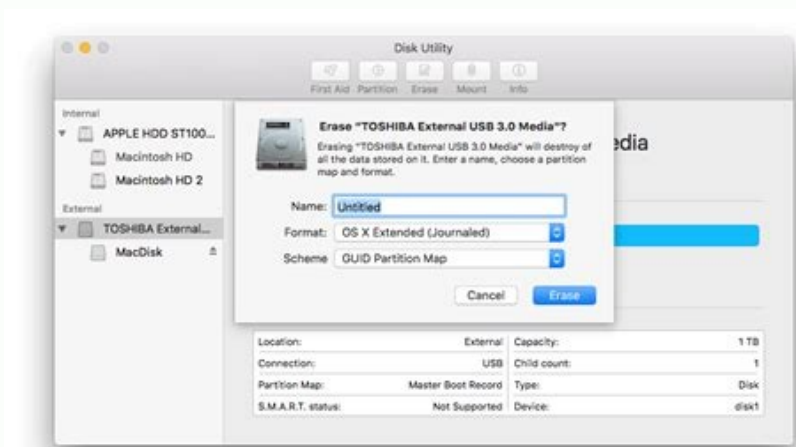 Disk Utility
First Aid Partition Erase Mount Info
Internal
APPLE HDD ST100...
Macintosh HD
Macintosh HD 2
External
TOSHIBA External...
MacDisk
Erase "TOSHIBA External USB 3.0 Media"?
Erasing "TOSHIBA External USB 3.0 Media" will destroy of
all the data stored on it. Enter a name, choose a partition
map and format.
edia
Name: Untitled
Format: OS X Extended (Journaled)
Scheme GUID Partition Map
Cancel Erase
Location: External Capacity: 1 TB
Connection: USB Child count: 1
Partition Map: Master Boot Record Type: Disk
S.M.A.R.T. status: Not Supported Device: disk1